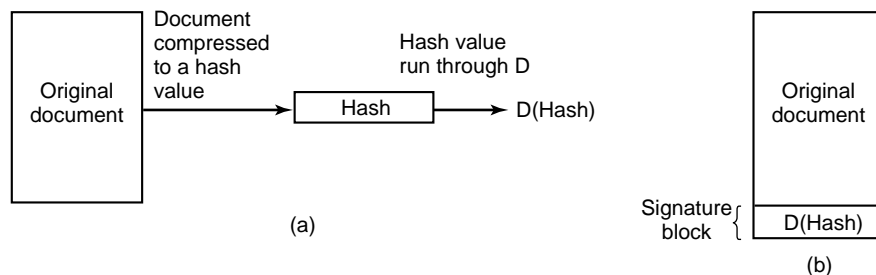 Document
compressed
to a hash
value
Original
document
Hash
Hash value
run through D
D(Hash)
(a)
Original
document
Signature
block
D(Hash)
(b)